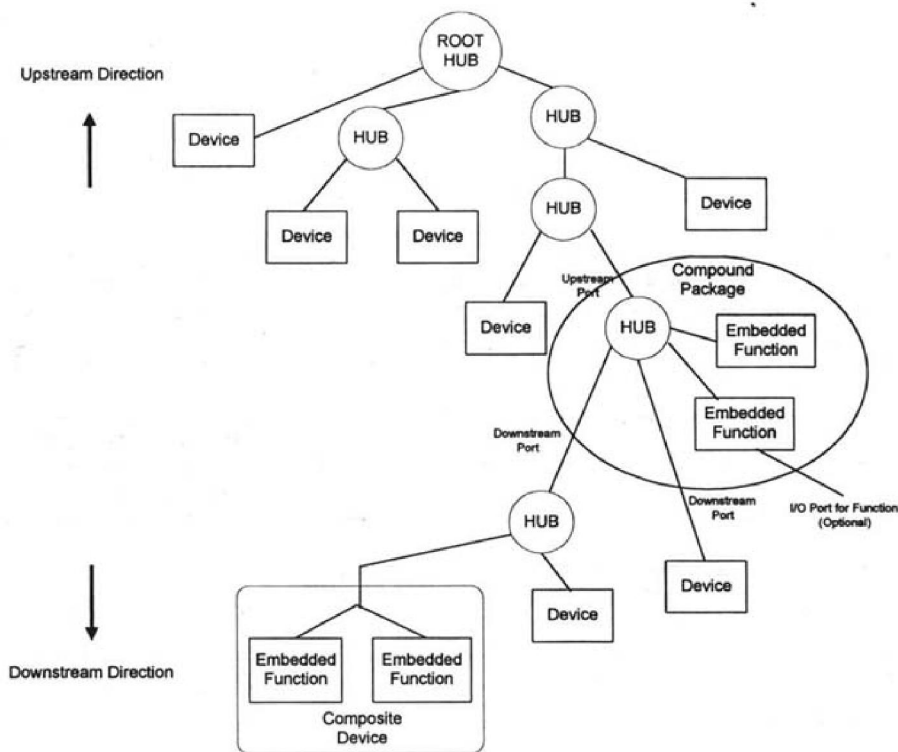 ROOT
HUB
Upstream Direction
Device
HUB
HUB
Device
Device
HUB
Device
Upstream
Port
Compound
Package
Device
HUB
Embedded
Function
Embedded
Function
Downstream
Port
Downstream
Port
I/O Port for Function
(Optional)
HUB
Device
Device
Embedded
Function
Embedded
Function
Downstream Direction
Composite
Device